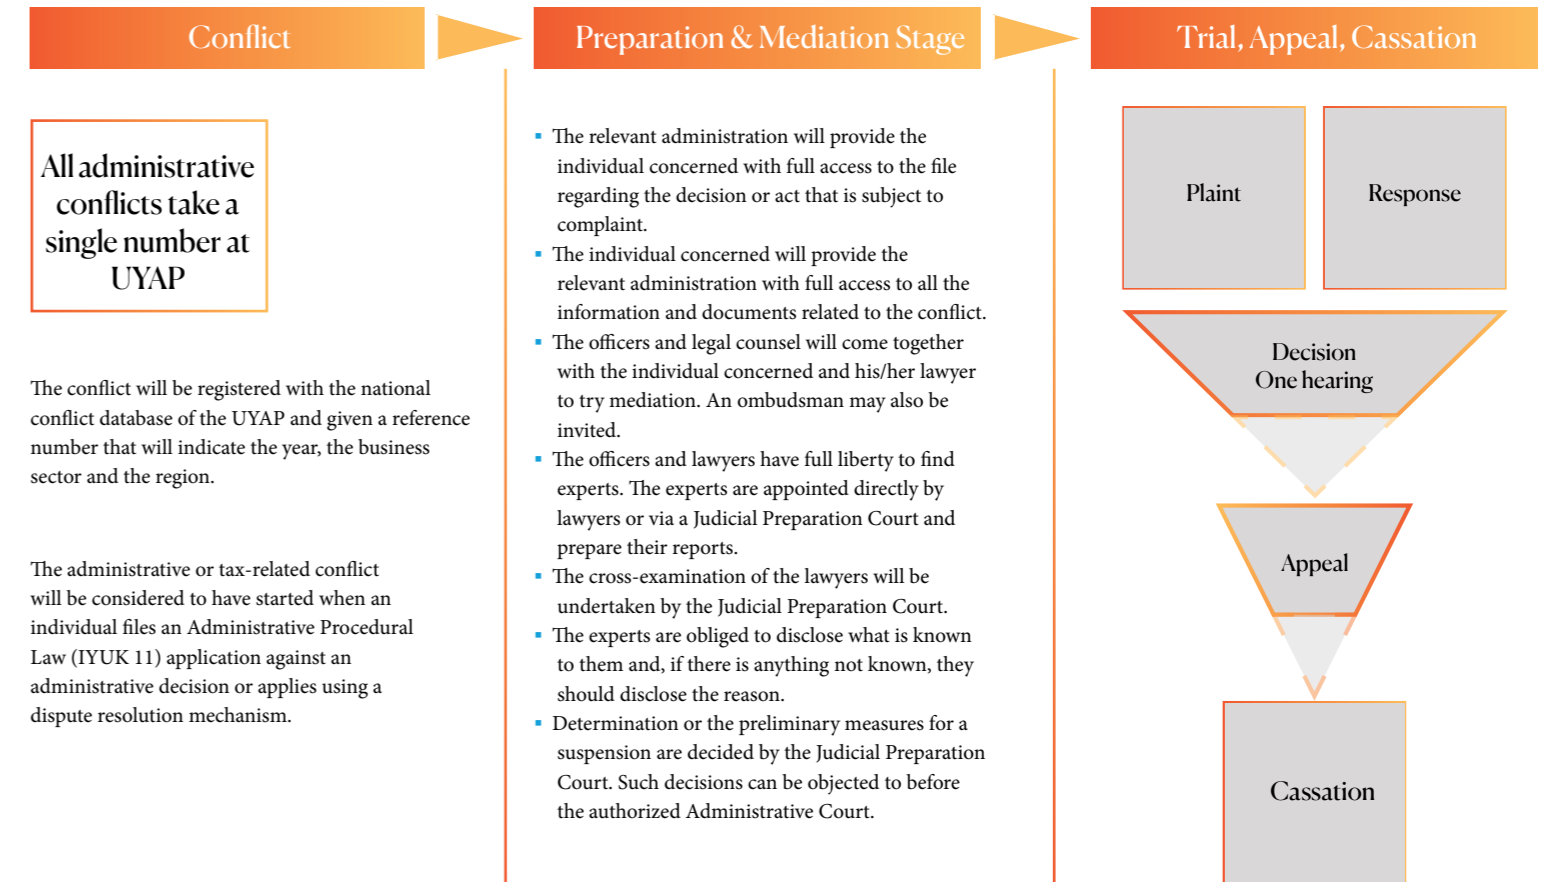 Conflict
Preparation & Mediation Stage
Trial, Appeal, Cassation
All administrative
conflicts take a
single number at
UYAP
The conflict will be registered with the national
conflict database of the UYAP and given a reference
number that will indicate the year, the business
sector and the region.
The administrative or tax-related conflict
will be considered to have started when an
individual files an Administrative Procedural
Law (IYUK 11) application against an
administrative decision or applies using a
dispute resolution mechanism.
▪ The relevant administration will provide the
individual concerned with full access to the file
regarding the decision or act that is subject to
complaint.
▪ The individual concerned will provide the
relevant administration with full access to all the
information and documents related to the conflict.
▪ The officers and legal counsel will come together
with the individual concerned and his/her lawyer
to try mediation. An ombudsman may also be
invited.
▪ The officers and lawyers have full liberty to find
experts. The experts are appointed directly by
lawyers or via a Judicial Preparation Court and
prepare their reports.
▪ The cross-examination of the lawyers will be
undertaken by the Judicial Preparation Court.
▪ The experts are obliged to disclose what is known
to them and, if there is anything not known, they
should disclose the reason.
▪ Determination or the preliminary measures for a
suspension are decided by the Judicial Preparation
Court. Such decisions can be objected to before
the authorized Administrative Court.
Plaint
Response
Decision
One hearing
Appeal
Cassation